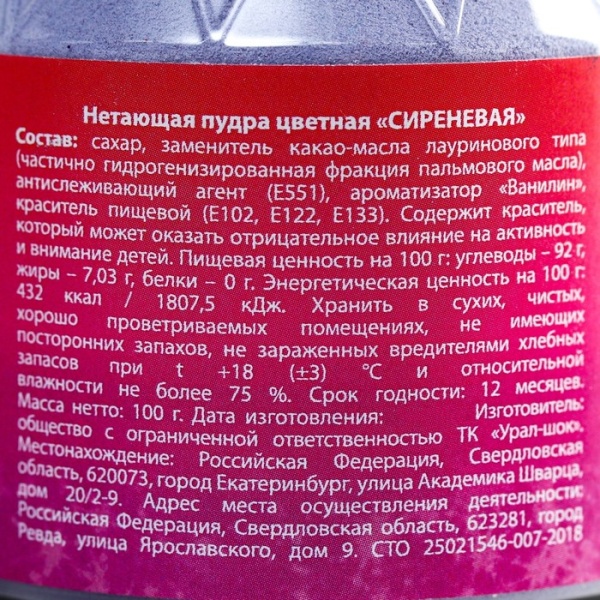 Нетающая пудра цветная «СИРЕНЕВАЯ»
Состав: сахар, заменитель какао-масла лауринового типа
(частично гидрогенизированная фракция пальмового масла),
антислеживающий агент (Е551), ароматизатор «Ванилин»,
краситель пищевой (Е102, Е122, Е133). Содержит краситель,
который может оказать отрицательное влияние на активность
и внимание детей. Пищевая ценность на 100 г: углеводы – 92 г,
жиры – 7,03 г, белки – 0 г. Энергетическая ценность на 100 г:
432 ккал / 1807,5 кДж. Хранить в сухих, чистых,
хорошо проветриваемых помещениях, не имеющих
посторонних запахов, не зараженных вредителями хлебных
запасов при t +18 (±3) °С и относительной
влажности не более 75 %. Срок годности: 12 месяцев.
Масса нетто: 100 г. Дата изготовления: Изготовитель:
общество с ограниченной ответственностью ТК «Урал-шок».
Местонахождение: Российская Федерация, Свердловская
область, 620073, город Екатеринбург, улица Академика Шварца,
дом 20/2-9. Адрес места осуществления деятельности:
Российская Федерация, Свердловская область, 623281, город
Ревда, улица Ярославского, дом 9. СТО 25021546-007-2018